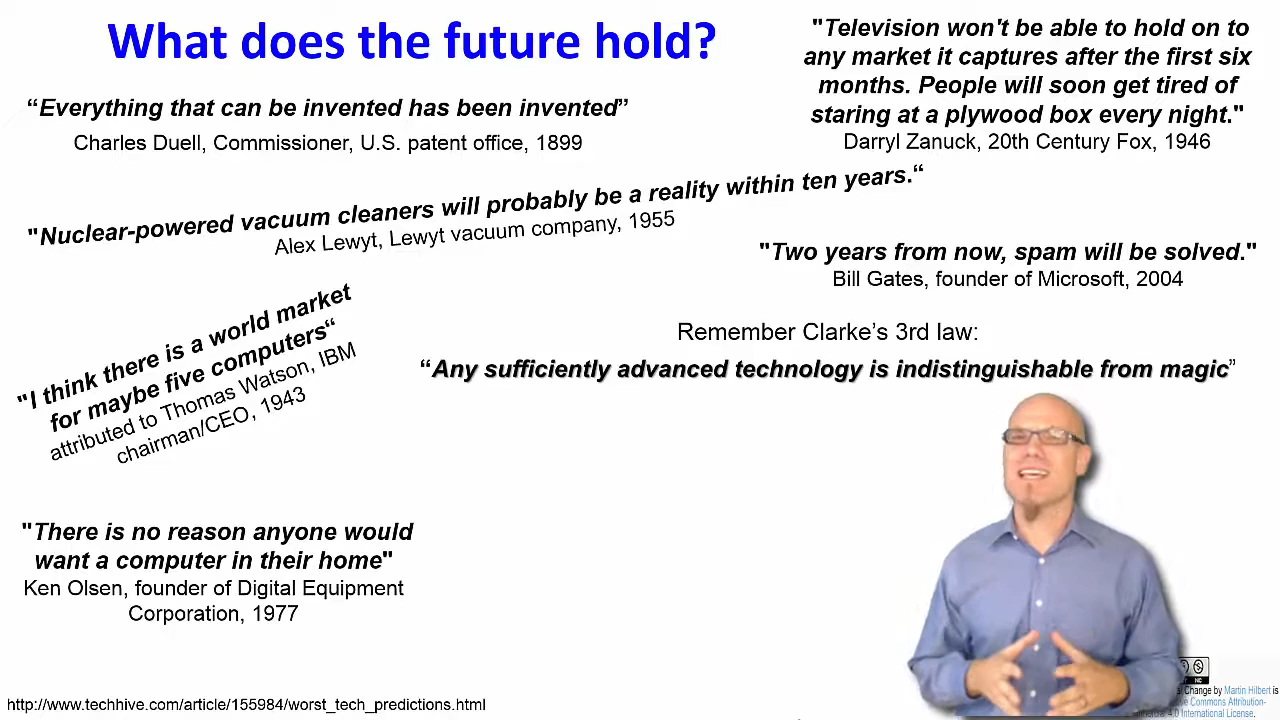 What does the future hold?
"Television won't be able to hold on to
any market it captures after the first six
months. People will soon get tired of
staring at a plywood box every night."
Darryl Zanuck, 20th Century Fox, 1946
“Everything that can be invented has been invented”
Charles Duell, Commissioner, U.S. patent office, 1899
"Nuclear-powered vacuum cleaners will probably be a reality within ten years.“
Alex Lewyt, Lewyt vacuum company, 1955
"Two years from now, spam will be solved."
Bill Gates, founder of Microsoft, 2004
"I think there is a world market
for maybe five computers“
attributed to Thomas Watson, IBM
chairman/CEO, 1943
Remember Clarke’s 3rd law:
“Any sufficiently advanced technology is indistinguishable from magic”
"There is no reason anyone would
want a computer in their home"
Ken Olsen, founder of Digital Equipment
Corporation, 1977
http://www.techhive.com/article/155984/worst_tech_predictions.html
Change by Martin Hilbert is
Commons Attribution-
4.0 International License.